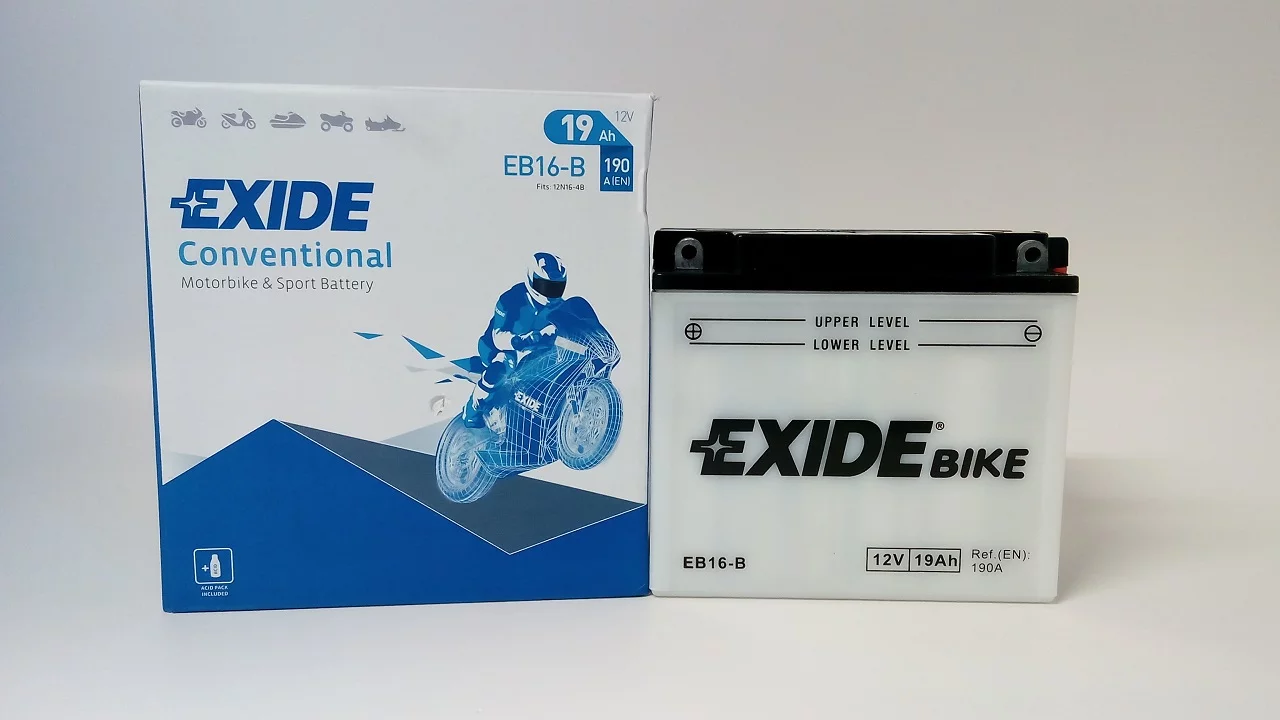 12V
19 Ah
EB16-B
190
A (EN)
Fits: 12N16-4B
EXIDE
Conventional
Motorbike & Sport Battery
EXIDE
ACID PACK
INCLUDED
UPPER LEVEL
LOWER LEVEL
EXIDE® BIKE
EB16-B
12V 19Ah
Ref.(EN):
190A